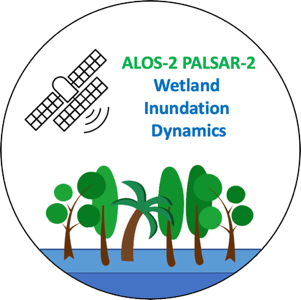 ALOS-2 PALSAR-2
Wetland
Inundation
Dynamics